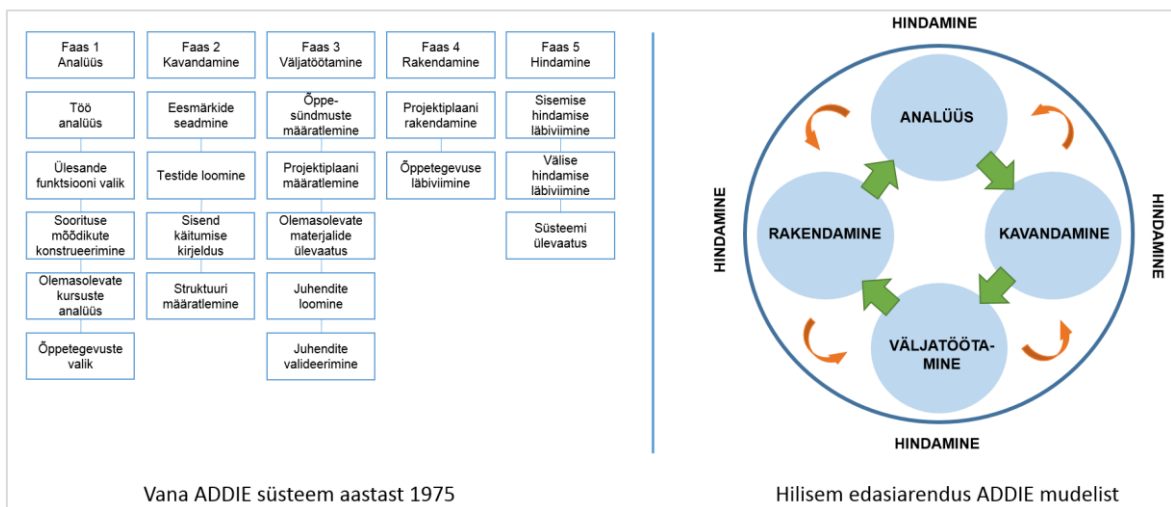 Faas 1
Analüüs
Töö
analüüs
Ülesande
funktsiooni valik
Soorituse
mõõdikute
konstrueerimine
Olemasolevate
kursuste
analüüs
Õppetegevuste
valik
Faas 2
Kavandamine
Eesmärkide
seadmine
Testide loomine
Sisend
käitumise
kirjeldus
Struktuuri
määratlemine
Faas 3
Väljatöötamine
Õppe-
sündmuste
määratlemine
Projektiplaani
määratlemine
Olemasolevate
materjalide
ülevaatus
Juhendite
loomine
Juhendite
valideerimine
Faas 4
Rakendamine
Projektiplaani
rakendamine
Õppetegevuse
läbiviimine
Faas 5
Hindamine
Sisemise
hindamise
läbiviimine
Välise
hindamise
läbiviimine
Süsteemi
ülevaatus
Vana ADDIE süsteem aastast 1975
HINDAMINE
ANALÜÜS
HINDAMINE
RAKENDAMINE
KAVANDAMINE
HINDAMINE
VÄLJATÖÖTA-
MINE
HINDAMINE
Hilisem edasiarendus ADDIE mudelist